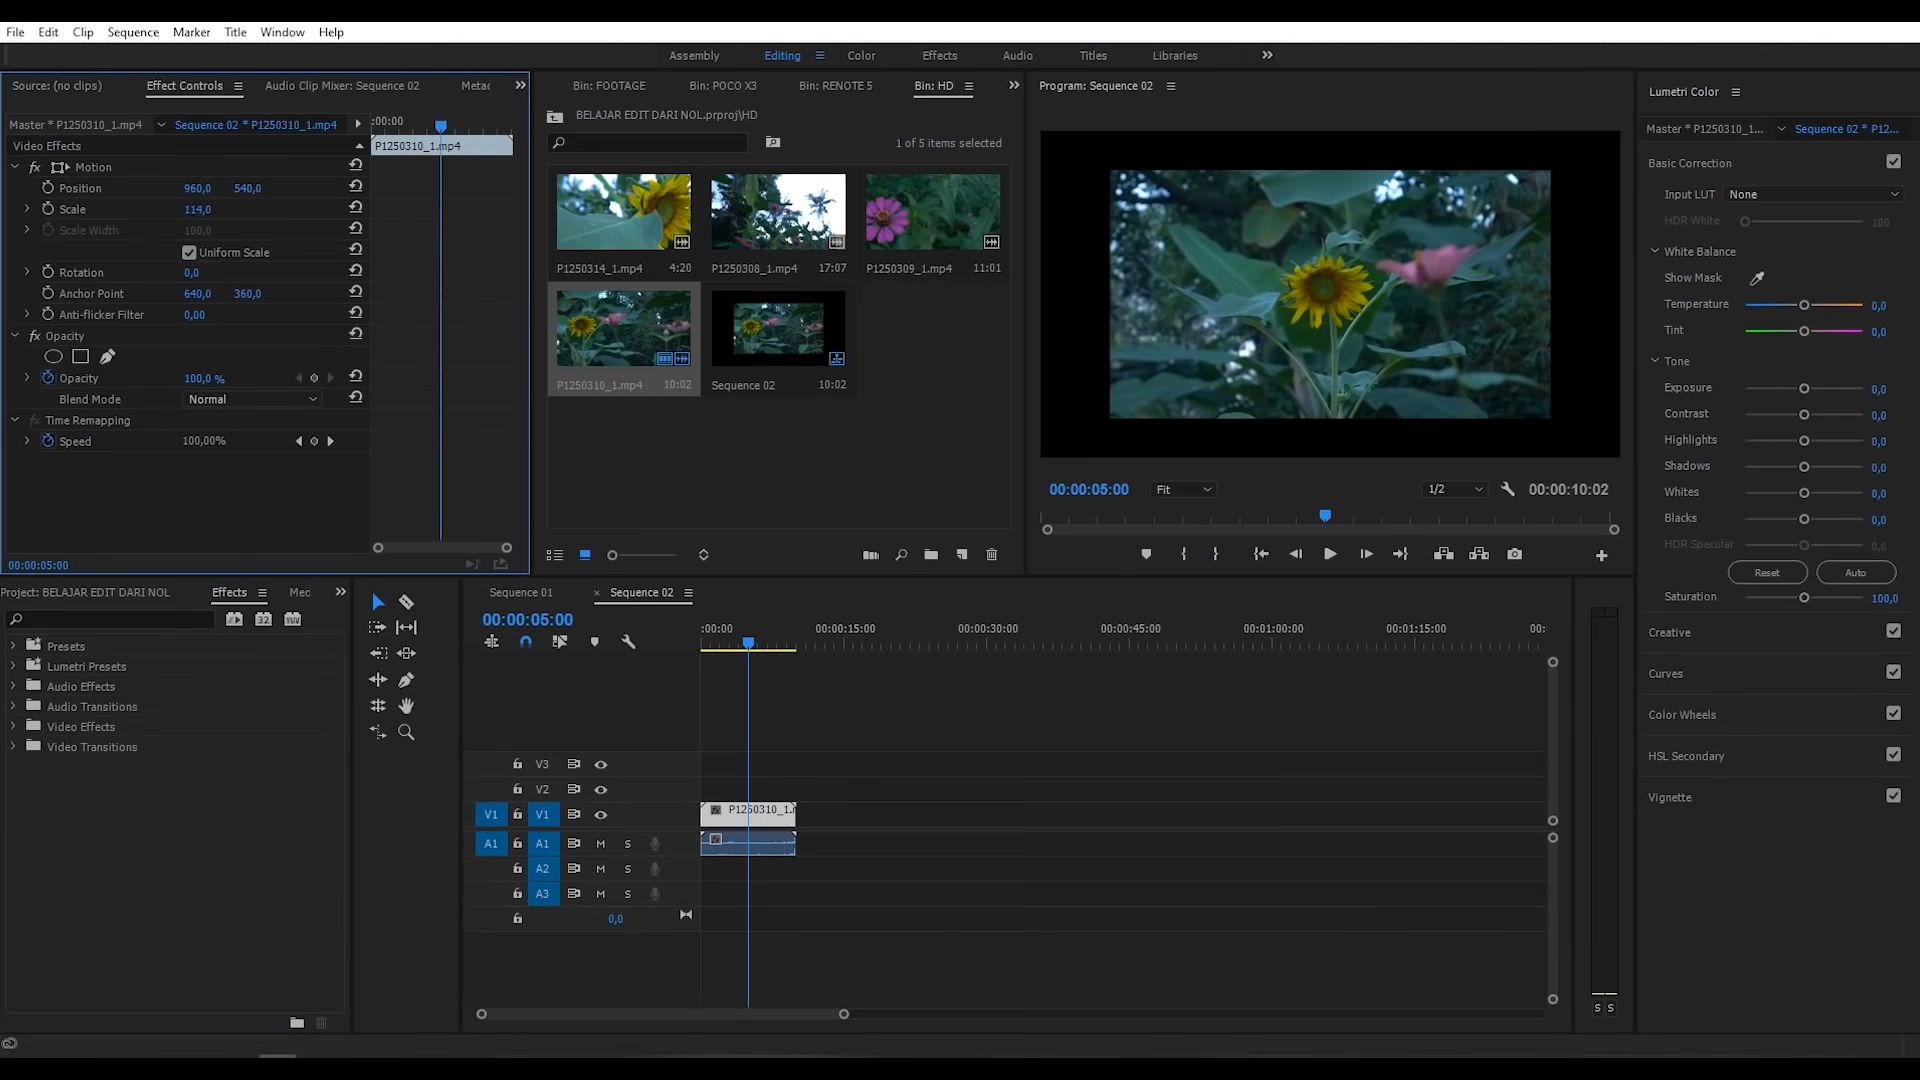 File Edit Clip Sequence Marker Title Window Help
Assembly Editing Color Effects Audio Titles Libraries
Source: (no clips) Effect Controls Audio Clip Mixer: Sequence 02 Metac
Master * P1250310_1.mp4 Sequence 02 * P1250310_1.mp4 :00:00
Video Effects P1250310_1.mp4
fx Motion
Position 960,0 540,0
Scale 114,0
Scale Width 100,0
Uniform Scale
Rotation 0,0
Anchor Point 640,0 360,0
Anti-flicker Filter 0,00
fx Opacity
Opacity 100,0 %
Blend Mode Normal
fx Time Remapping
Speed 100,00%
00:00:05:00
Bin: FOOTAGE Bin: POCO X3 Bin: RENOTE 5 Bin: HD
BELAJAR EDIT DARI NOL.prproj\HD
1 of 5 items selected
P1250314_1.mp4 4:20 P1250308_1.mp4 17:07 P1250309_1.mp4 11:01
P1250310_1.mp4 10:02 Sequence 02 10:02
Program: Sequence 02
00:00:05:00 Fit 1/2 00:00:10:02
Lumetri Color
Master * P1250310_1... Sequence 02 * P12...
Basic Correction
Input LUT None
HDR White 100
White Balance
Show Mask
Temperature 0,0
Tint 0,0
Tone
Exposure 0,0
Contrast 0,0
Highlights 0,0
Shadows 0,0
Whites 0,0
Blacks 0,0
HDR Specular 0,0
Reset Auto
Saturation 100,0
Creative
Curves
Color Wheels
HSL Secondary
Vignette
Project: BELAJAR EDIT DARI NOL Effects Mec
32 YUV
Presets
Lumetri Presets
Audio Effects
Audio Transitions
Video Effects
Video Transitions
Sequence 01 × Sequence 02
00:00:05:00
:00:00 00:00:15:00 00:00:30:00 00:00:45:00 00:01:00:00 00:01:15:00 00:
V3
V2
V1 V1 fx P1250310_1.m
A1 A1 M S fx
A2 M S
A3 M S
0,0
S S